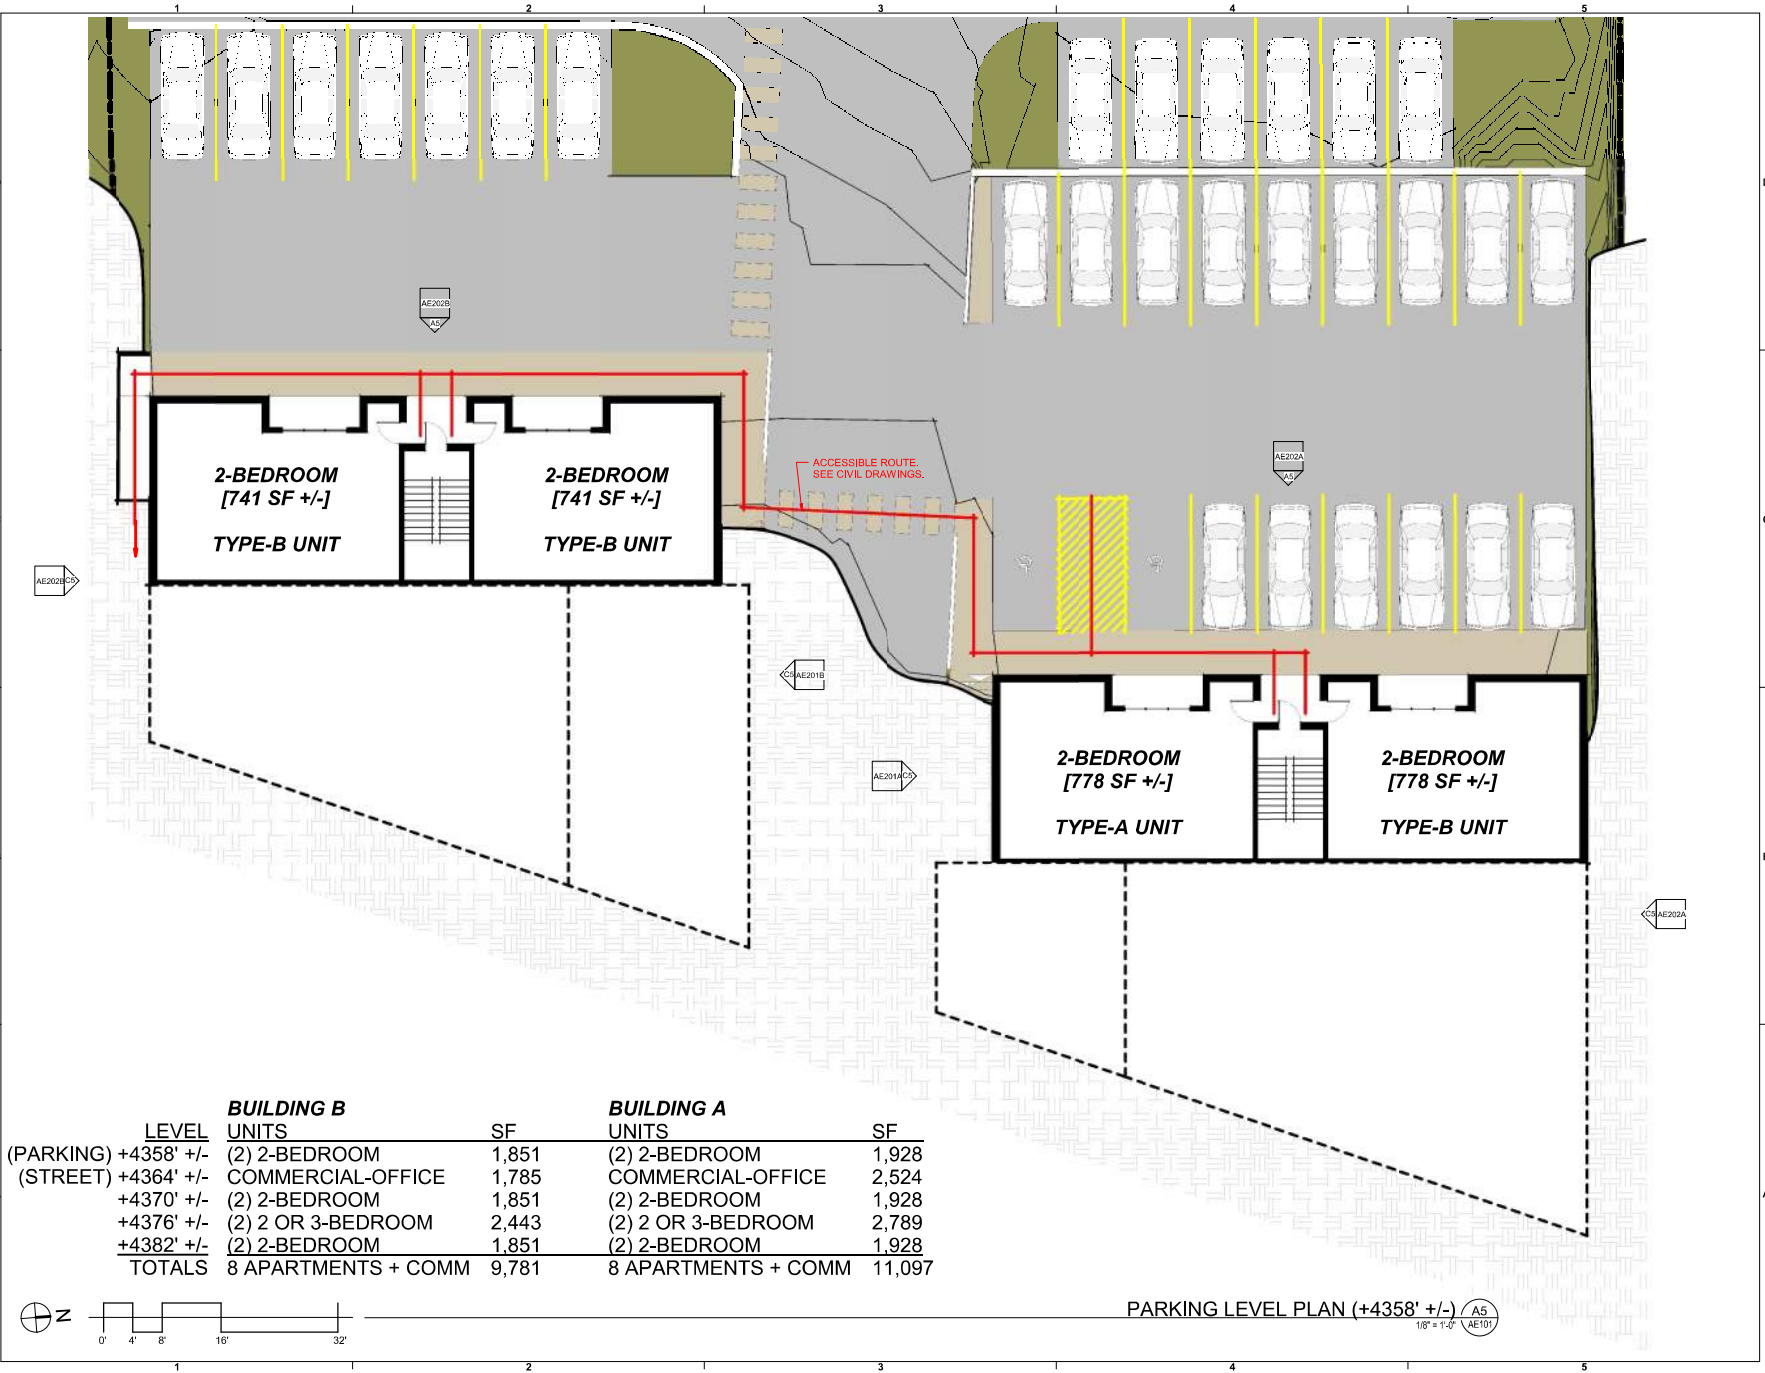 1 2 3 4 5
D
AE202B
A5
ACCESSIBLE ROUTE.
SEE CIVIL DRAWINGS.
AE202A
A5
2-BEDROOM
[741 SF +/-]
TYPE-B UNIT
2-BEDROOM
[741 SF +/-]
TYPE-B UNIT
C
AE202B C5
C5 AE201B
AE201A C5
2-BEDROOM
[778 SF +/-]
TYPE-A UNIT
2-BEDROOM
[778 SF +/-]
TYPE-B UNIT
C5 AE202A
BUILDING B BUILDING A
LEVEL UNITS SF UNITS SF
(PARKING) +4358' +/- (2) 2-BEDROOM 1,851 (2) 2-BEDROOM 1,928
(STREET) +4364' +/- COMMERCIAL-OFFICE 1,785 COMMERCIAL-OFFICE 2,524
+4370' +/- (2) 2-BEDROOM 1,851 (2) 2-BEDROOM 1,928
+4376' +/- (2) 2 OR 3-BEDROOM 2,443 (2) 2 OR 3-BEDROOM 2,789
+4382' +/- (2) 2-BEDROOM 1,851 (2) 2-BEDROOM 1,928
TOTALS 8 APARTMENTS + COMM 9,781 8 APARTMENTS + COMM 11,097
N
0' 4' 8' 16' 32'
PARKING LEVEL PLAN (+4358' +/-)
1/8" = 1'-0"
A5
AE101
1 2 3 4 5